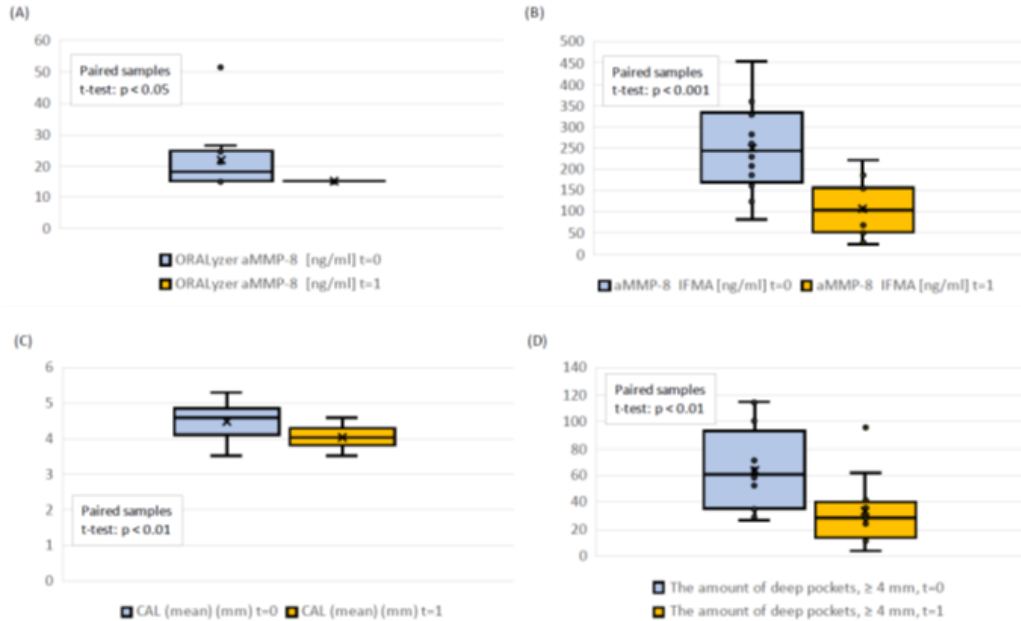 (A)
60
50
40
30
20
10
0
Paired samples
t-test: p < 0.05
ORALyzer aMMP-8 [ng/ml] t=0
ORALyzer aMMP-8 [ng/ml] t=1
(B)
500
450
400
350
300
250
200
150
100
50
0
Paired samples
t-test: p < 0.001
aMMP-8 IFMA [ng/ml] t=0 aMMP-8 IFMA [ng/ml] t=1
(C)
6
5
4
3
2
1
0
Paired samples
t-test: p < 0.01
CAL (mean) (mm) t=0 CAL (mean) (mm) t=1
(D)
140
120
100
80
60
40
20
0
Paired samples
t-test: p < 0.01
The amount of deep pockets, ≥ 4 mm, t=0
The amount of deep pockets, ≥ 4 mm, t=1